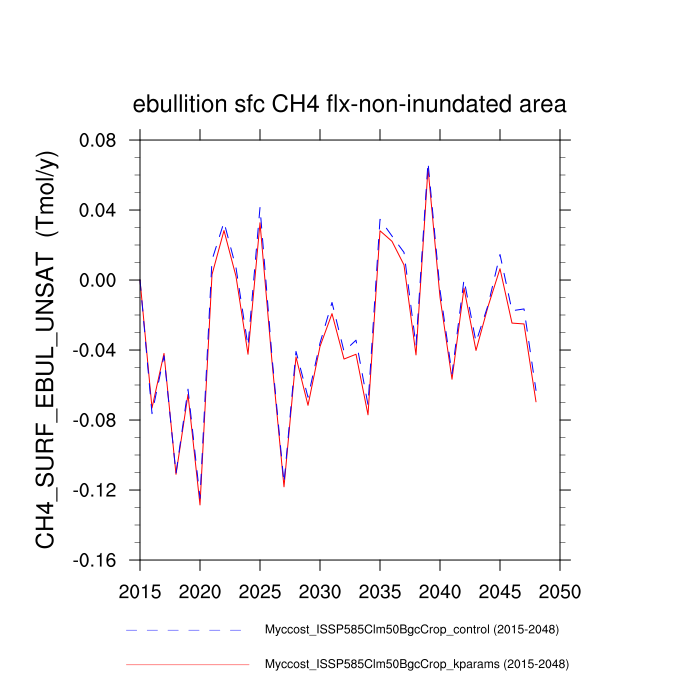 ebullition sfc CH4 flx-non-inundated area
CH4_SURF_EBUL_UNSAT (Tmol/y)
0.08
0.04
0.00
-0.04
-0.08
-0.12
-0.16
2015 2020 2025 2030 2035 2040 2045 2050
Myccost_ISSP585Clm50BgcCrop_control (2015-2048)
Myccost_ISSP585Clm50BgcCrop_kparams (2015-2048)